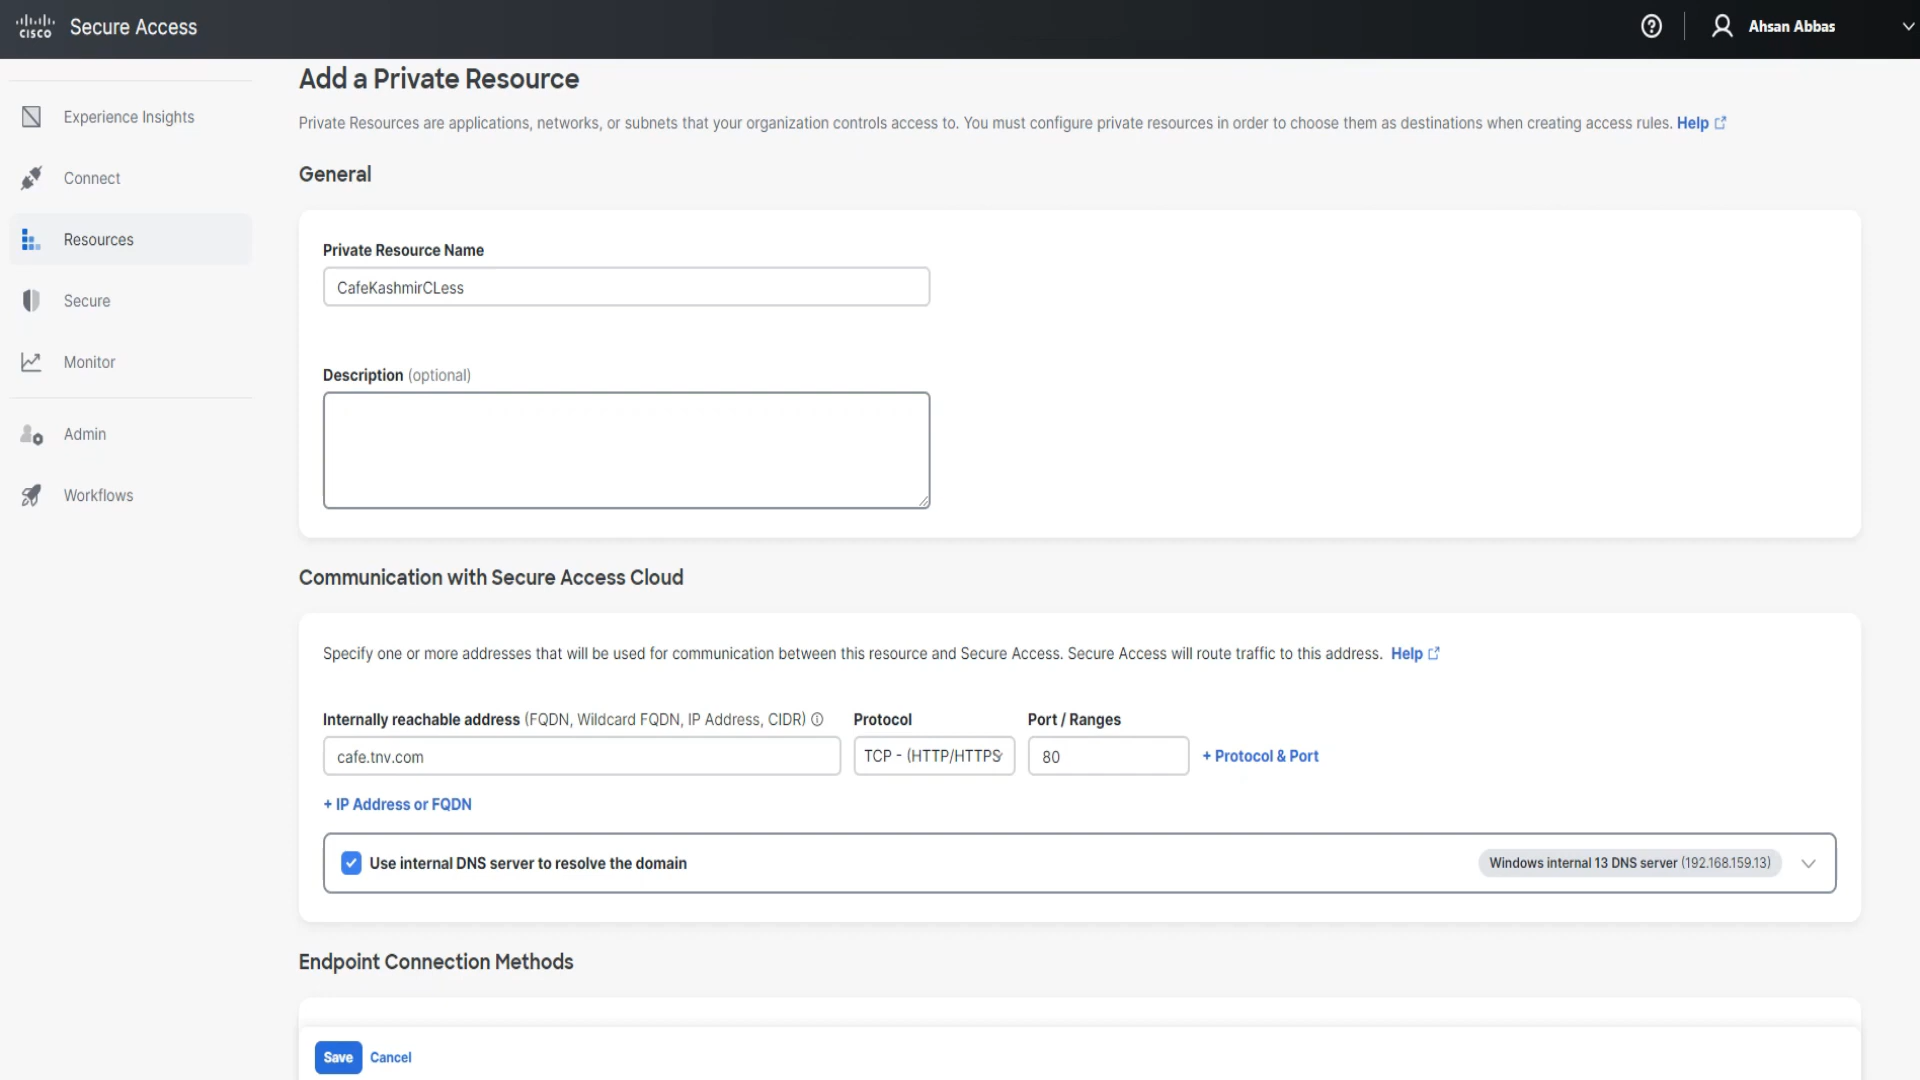 CISCO Secure Access
Ahsan Abbas
Experience Insights
Connect
Resources
Secure
Monitor
Admin
Workflows
Add a Private Resource
Private Resources are applications, networks, or subnets that your organization controls access to. You must configure private resources in order to choose them as destinations when creating access rules. Help
General
Private Resource Name
CafeKashmirCLess
Description (optional)
Communication with Secure Access Cloud
Specify one or more addresses that will be used for communication between this resource and Secure Access. Secure Access will route traffic to this address. Help
Internally reachable address (FQDN, Wildcard FQDN, IP Address, CIDR) Protocol Port / Ranges
cafe.tnv.com TCP - (HTTP/HTTPS 80 + Protocol & Port
+ IP Address or FQDN
Use internal DNS server to resolve the domain Windows internal 13 DNS server (192.168.159.13)
Endpoint Connection Methods
Save Cancel